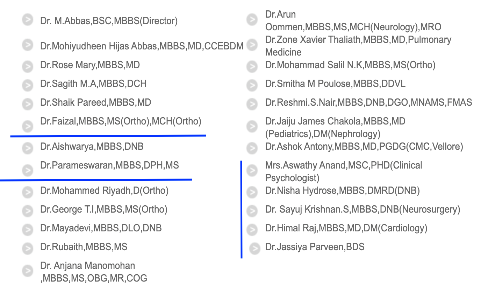 Dr. M.Abbas,BSC,MBBS(Director)
Dr.Mohiyudheen Hijas Abbas,MBBS,MD,CCEBDM
Dr.Rose Mary,MBBS,MD
Dr.Sagith M.A,MBBS,DCH
Dr.Shaik Pareed,MBBS,MD
Dr.Faizal,MBBS,MS(Ortho),MCH(Ortho)
Dr.Aishwarya,MBBS,DNB
Dr.Parameswaran,MBBS,DPH,MS
Dr.Mohammed Riyadh,D(Ortho)
Dr.George T.I,MBBS,MS(Ortho)
Dr.Mayadevi,MBBS,DLO,DNB
Dr.Rubaith,MBBS,MS
Dr. Anjana Manomohan
,MBBS,MS,OBG,MR,COG
Dr.Arun
Oommen,MBBS,MS,MCH(Neurology),MRO
Dr.Zone Xavier Thaliath,MBBS,MD,Pulmonary
Medicine
Dr.Mohammad Salil N.K,MBBS,MS(Ortho)
Dr.Smitha M Poulose,MBBS,DDVL
Dr.Reshmi.S.Nair,MBBS,DNB,DGO,MNAMS,FMAS
Dr.Jaiju James Chakola,MBBS,MD
(Pediatrics),DM(Nephrology)
Dr.Ashok Antony,MBBS,MD,PGDG(CMC,Vellore)
Mrs.Aswathy Anand,MSC,PHD(Clinical
Psychologist)
Dr.Nisha Hydrose,MBBS,DMRD(DNB)
Dr. Sayuj Krishnan.S,MBBS,DNB(Neurosurgery)
Dr.Himal Raj,MBBS,MD,DM(Cardiology)
Dr.Jassiya Parveen,BDS